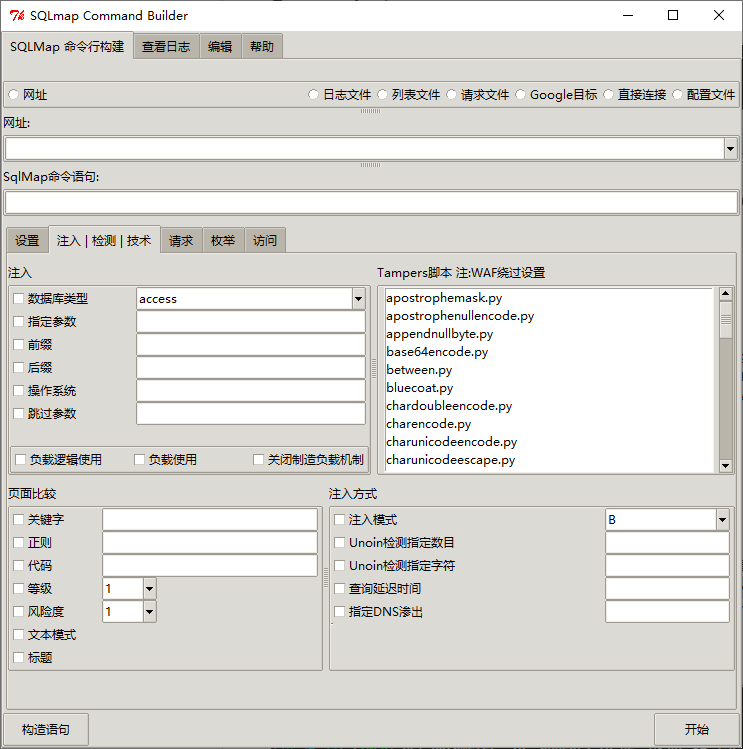 SQLmap Command Builder
SQLMap 命令行构建 查看日志 编辑 帮助
网址 日志文件 列表文件 请求文件 Google目标 直接连接 配置文件
网址:
SqlMap命令语句:
设置 注入 | 检测 | 技术 请求 枚举 访问
注入
数据库类型 access
指定参数
前缀
后缀
操作系统
跳过参数
负载逻辑使用 负载使用 关闭制造负载机制
Tampers脚本 注:WAF绕过设置
apostrophemask.py
apostrophenullencode.py
appendnullbyte.py
base64encode.py
between.py
bluecoat.py
chardoubleencode.py
charencode.py
charunicodeencode.py
charunicodeescape.py
页面比较
关键字
正则
代码
等级 1
风险度 1
文本模式
标题
注入方式
注入模式 B
Unoin检测指定数目
Unoin检测指定字符
查询延迟时间
指定DNS渗出
构造语句 开始